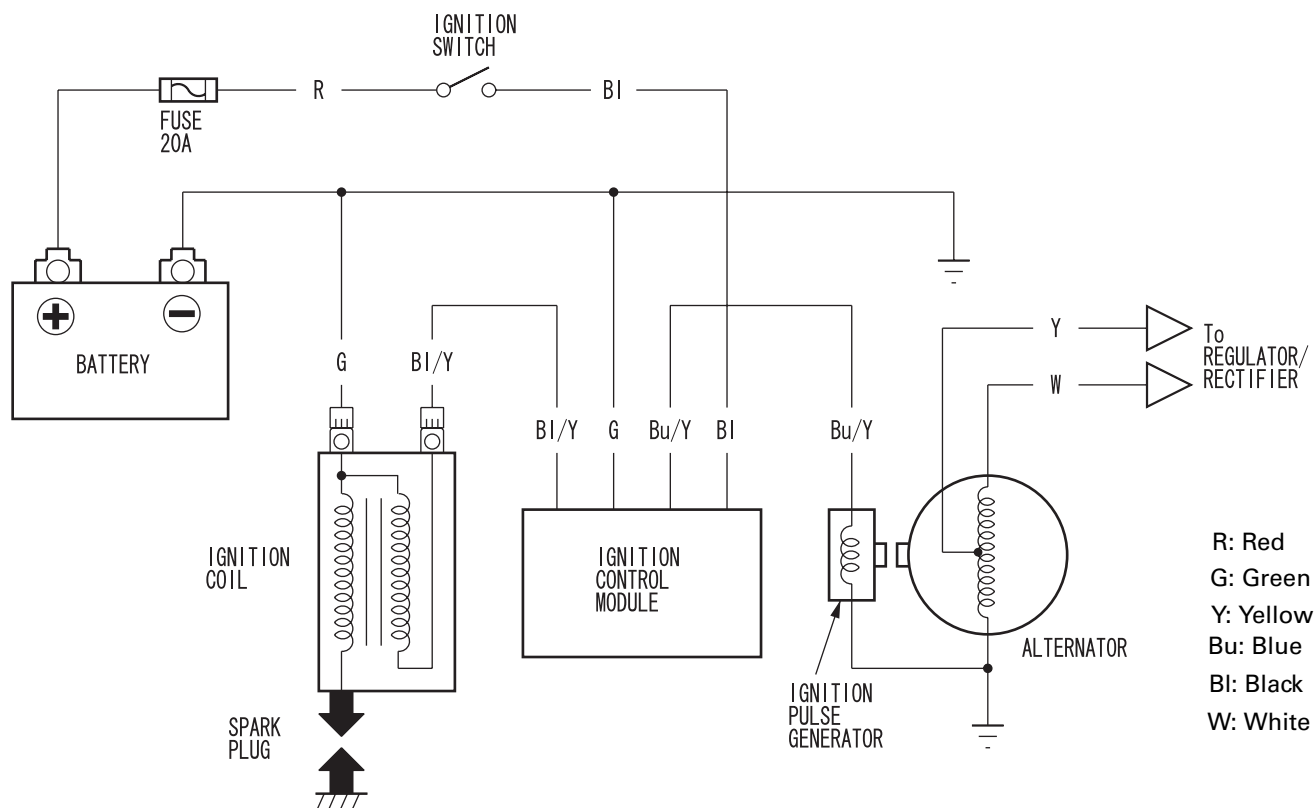 IGNITION
SWITCH
R
Bl
FUSE
20A
BATTERY
G
Bl/Y
Bl/Y
G
Bu/Y
Bl
Bu/Y
Y
W
To
REGULATOR/
RECTIFIER
IGNITION
COIL
IGNITION
CONTROL
MODULE
ALTERNATOR
IGNITION
PULSE
GENERATOR
SPARK
PLUG
R: Red
G: Green
Y: Yellow
Bu: Blue
Bl: Black
W: White